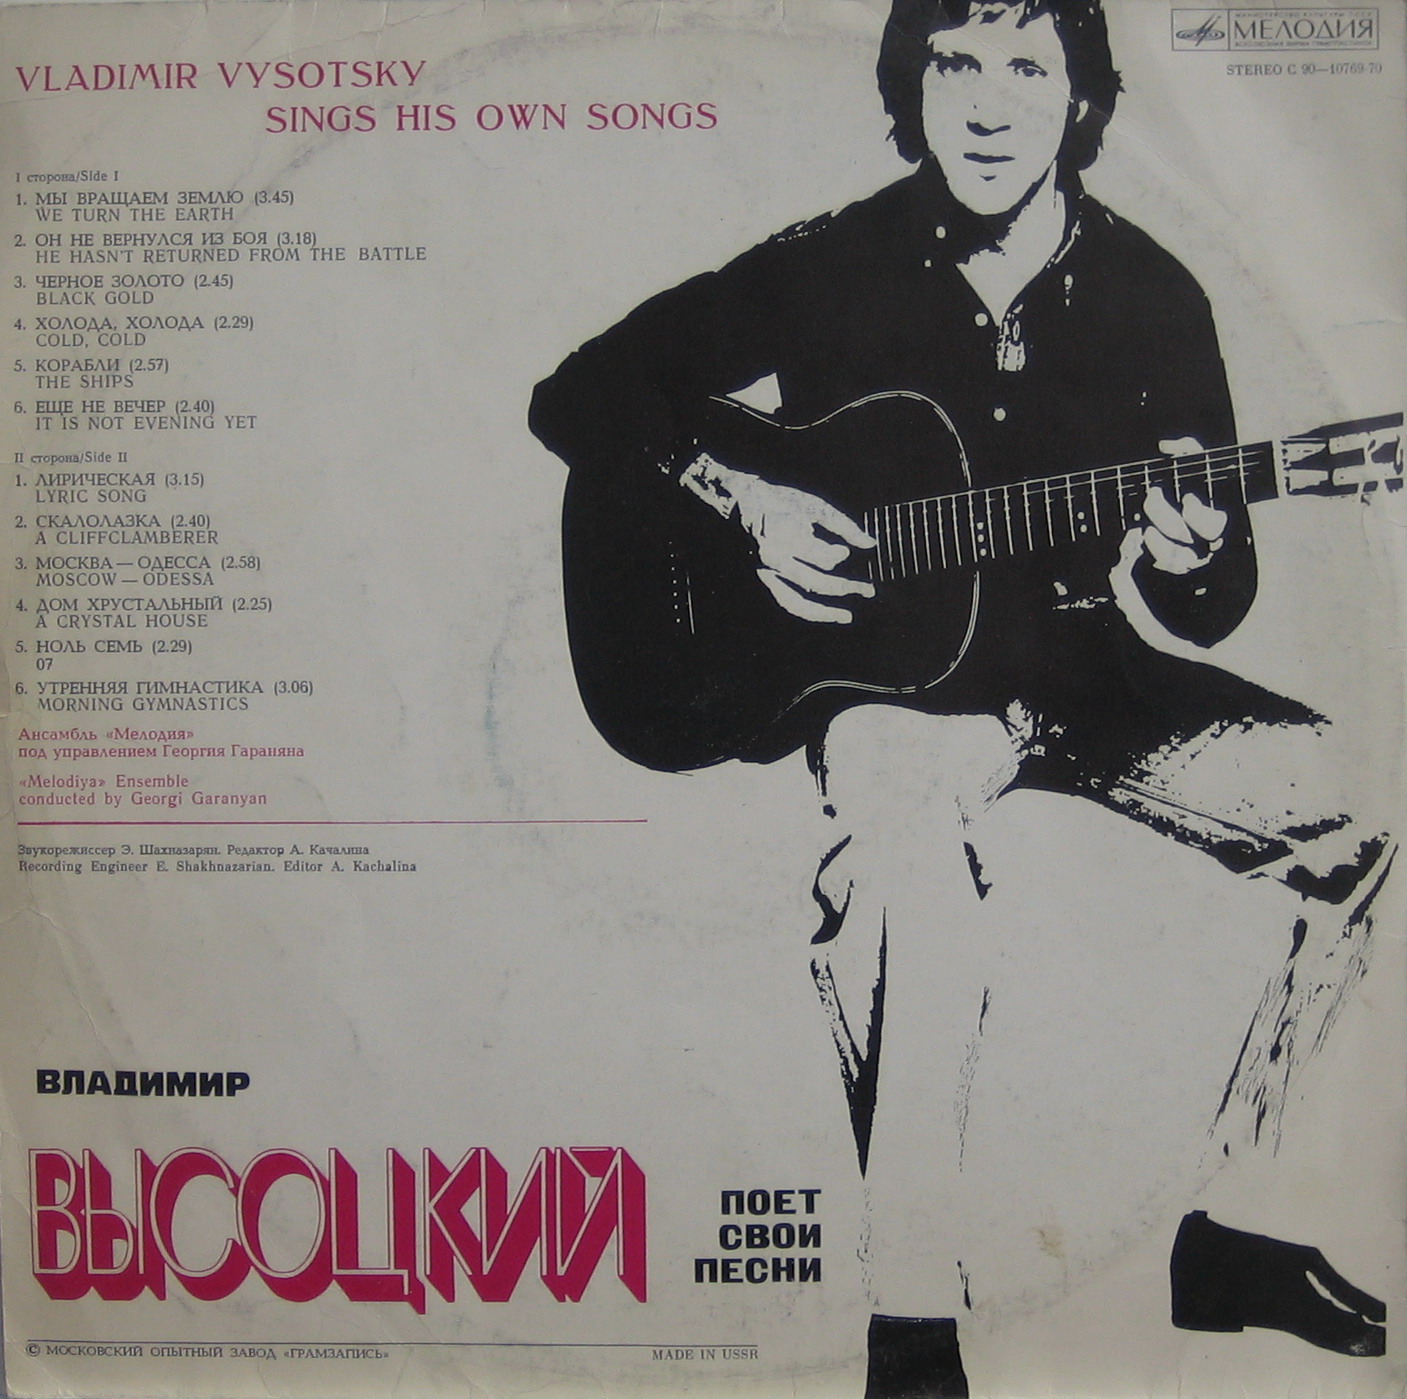 VLADIMIR VYSOTSKY
SINGS HIS OWN SONGS
МИНИСТЕРСТВО КУЛЬТУРЫ СССР
МЕЛОДИЯ
ВСЕСОЮЗНАЯ ФИРМА ГРАМПЛАСТИНОК
STEREO С 90—10769-70
I сторона/Side I
1. МЫ ВРАЩАЕМ ЗЕМЛЮ (3.45)
WE TURN THE EARTH
2. ОН НЕ ВЕРНУЛСЯ ИЗ БОЯ (3.18)
HE HASN'T RETURNED FROM THE BATTLE
3. ЧЕРНОЕ ЗОЛОТО (2.45)
BLACK GOLD
4. ХОЛОДА, ХОЛОДА (2.29)
COLD, COLD
5. КОРАБЛИ (2.57)
THE SHIPS
6. ЕЩЕ НЕ ВЕЧЕР (2.40)
IT IS NOT EVENING YET
II сторона/Side II
1. ЛИРИЧЕСКАЯ (3.15)
LYRIC SONG
2. СКАЛОЛАЗКА (2.40)
A CLIFFCLAMBERER
3. МОСКВА — ОДЕССА (2.58)
MOSCOW — ODESSA
4. ДОМ ХРУСТАЛЬНЫЙ (2.25)
A CRYSTAL HOUSE
5. НОЛЬ СЕМЬ (2.29)
07
6. УТРЕННЯЯ ГИМНАСТИКА (3.06)
MORNING GYMNASTICS
Ансамбль «Мелодия»
под управлением Георгия Гараняна
«Melodiya» Ensemble
conducted by Georgi Garanyan
Звукорежиссер Э. Шахназарян. Редактор А. Качалина
Recording Engineer E. Shakhnazarian. Editor A. Kachalina
ВЛАДИМИР
ВЫСОЦКИЙ
ПОЕТ
СВОИ
ПЕСНИ
© МОСКОВСКИЙ ОПЫТНЫЙ ЗАВОД «ГРАМЗАПИСЬ»
MADE IN USSR